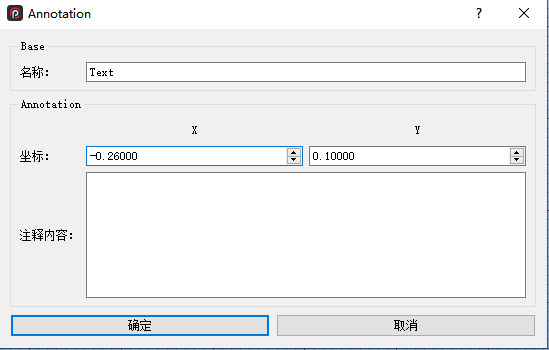 Annotation
Base
名称:
Text
Annotation
X Y
坐标:
-0.26000
0.10000
注释内容:
确定
取消